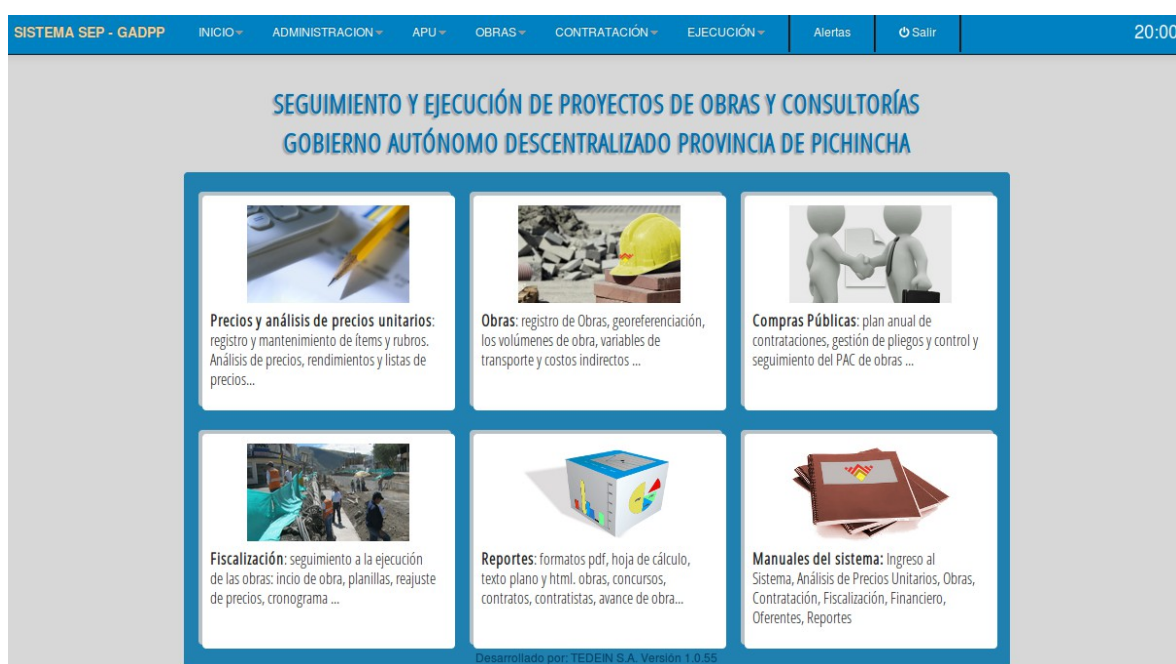 SISTEMA SEP - GADPP INICIO ADMINISTRACION APU OBRAS CONTRATACIÓN EJECUCIÓN Alertas Salir 20:00
SEGUIMIENTO Y EJECUCIÓN DE PROYECTOS DE OBRAS Y CONSULTORÍAS
GOBIERNO AUTÓNOMO DESCENTRALIZADO PROVINCIA DE PICHINCHA
Precios y análisis de precios unitarios:
registro y mantenimiento de ítems y rubros.
Análisis de precios, rendimientos y listas de
precios...
Obras: registro de Obras, georeferenciación,
los volúmenes de obra, variables de
transporte y costos indirectos ...
Compras Públicas: plan anual de
contrataciones, gestión de pliegos y control y
seguimiento del PAC de obras ...
Fiscalización: seguimiento a la ejecución
de las obras: incio de obra, planillas, reajuste
de precios, cronograma ...
Reportes: formatos pdf, hoja de cálculo,
texto plano y html. obras, concursos,
contratos, contratistas, avance de obra...
Manuales del sistema: Ingreso al
Sistema, Análisis de Precios Unitarios, Obras,
Contratación, Fiscalización, Financiero,
Oferentes, Reportes
Desarrollado por: TEDEIN S.A. Versión 1.0.55